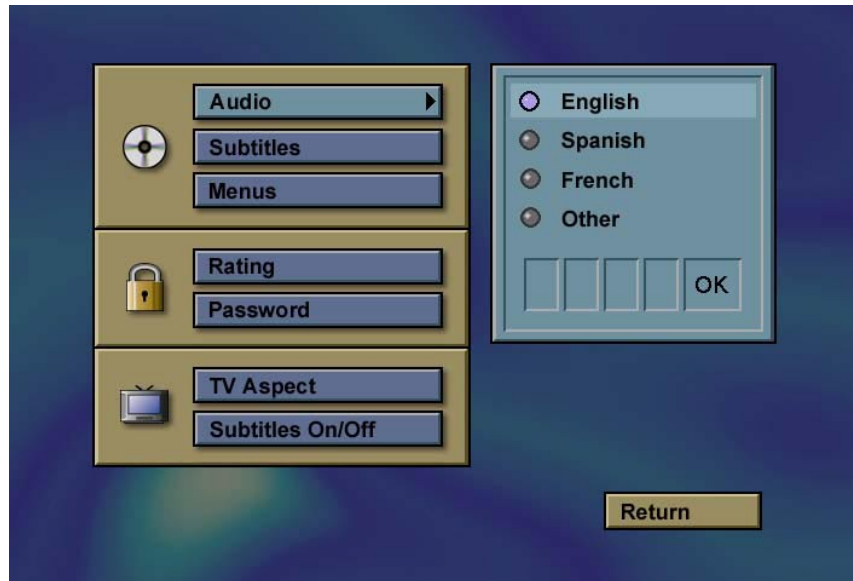 Audio
Subtitles
Menus
Rating
Password
TV Aspect
Subtitles On/Off
English
Spanish
French
Other
OK
Return